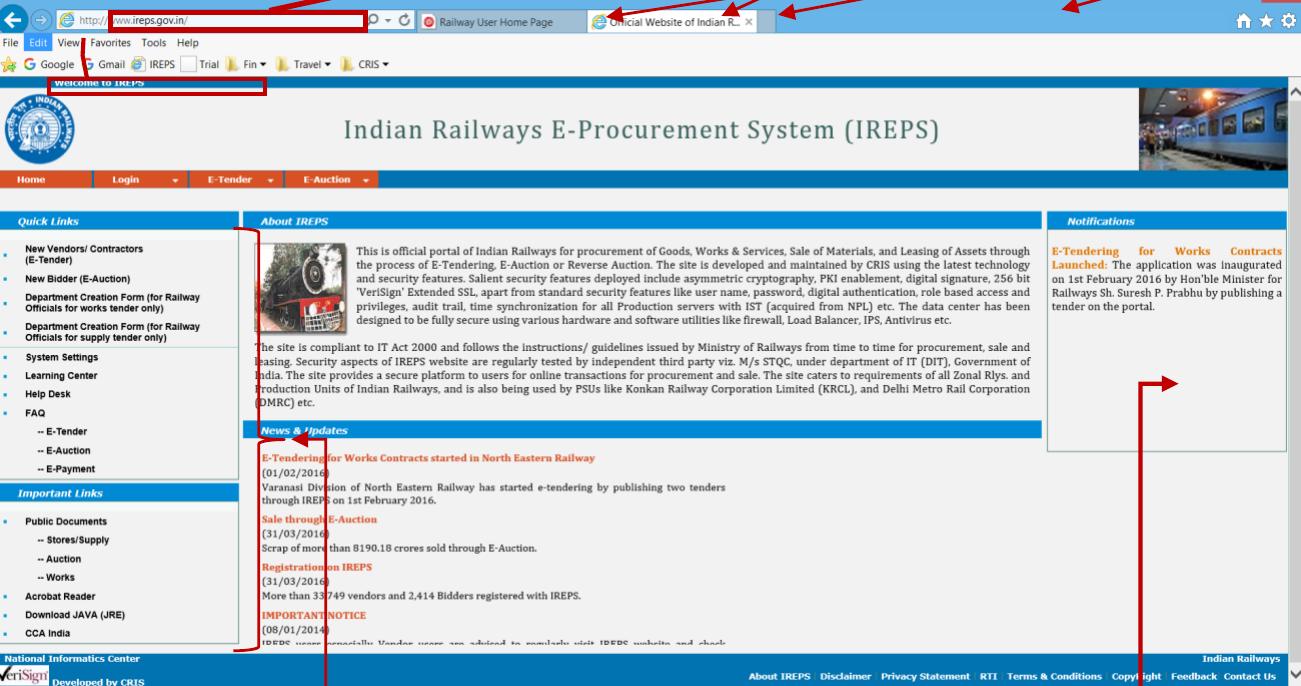 http://www.ireps.gov.in/
Railway User Home Page
Official Website of Indian R...
File Edit View Favorites Tools Help
Google Gmail IREPS Trial Fin Travel CRIS
Welcome to IREPS
Indian Railways E-Procurement System (IREPS)
Home Login E-Tender E-Auction
Quick Links
New Vendors/ Contractors
(E-Tender)
New Bidder (E-Auction)
Department Creation Form (for Railway
Officials for works tender only)
Department Creation Form (for Railway
Officials for supply tender only)
System Settings
Learning Center
Help Desk
FAQ
-- E-Tender
-- E-Auction
-- E-Payment
Important Links
Public Documents
-- Stores/Supply
-- Auction
-- Works
Acrobat Reader
Download JAVA (JRE)
CCA India
About IREPS
This is official portal of Indian Railways for procurement of Goods, Works & Services, Sale of Materials, and Leasing of Assets through
the process of E-Tendering, E-Auction or Reverse Auction. The site is developed and maintained by CRIS using the latest technology
and security features. Salient security features deployed include asymmetric cryptography, PKI enablement, digital signature, 256 bit
'VeriSign' Extended SSL, apart from standard security features like user name, password, digital authentication, role based access and
privileges, audit trail, time synchronization for all Production servers with IST (acquired from NPL) etc. The data center has been
designed to be fully secure using various hardware and software utilities like firewall, Load Balancer, IPS, Antivirus etc.
The site is compliant to IT Act 2000 and follows the instructions/ guidelines issued by Ministry of Railways from time to time for procurement, sale and
leasing. Security aspects of IREPS website are regularly tested by independent third party viz. M/s STQC, under department of IT (DIT), Government of
India. The site provides a secure platform to users for online transactions for procurement and sale. The site caters to requirements of all Zonal Rlys. and
Production Units of Indian Railways, and is also being used by PSUs like Konkan Railway Corporation Limited (KRCL), and Delhi Metro Rail Corporation
(DMRC) etc.
News & Updates
E-Tendering for Works Contracts started in North Eastern Railway
(01/02/2016)
Varanasi Division of North Eastern Railway has started e-tendering by publishing two tenders
through IREPS on 1st February 2016.
Sale through E-Auction
(31/03/2016)
Scrap of more than 8190.18 crores sold through E-Auction.
Registration on IREPS
(31/03/2016)
More than 33,749 vendors and 2,414 Bidders registered with IREPS.
IMPORTANT NOTICE
(08/01/2014)
IREPS users especially Vendor users are advised to regularly visit IREPS website and check
Notifications
E-Tendering for Works Contracts
Launched: The application was inaugurated
on 1st February 2016 by Hon'ble Minister for
Railways Sh. Suresh P. Prabhu by publishing a
tender on the portal.
National Informatics Center
Indian Railways
VeriSign Developed by CRIS
About IREPS Disclaimer Privacy Statement RTI Terms & Conditions Copyright Feedback Contact Us